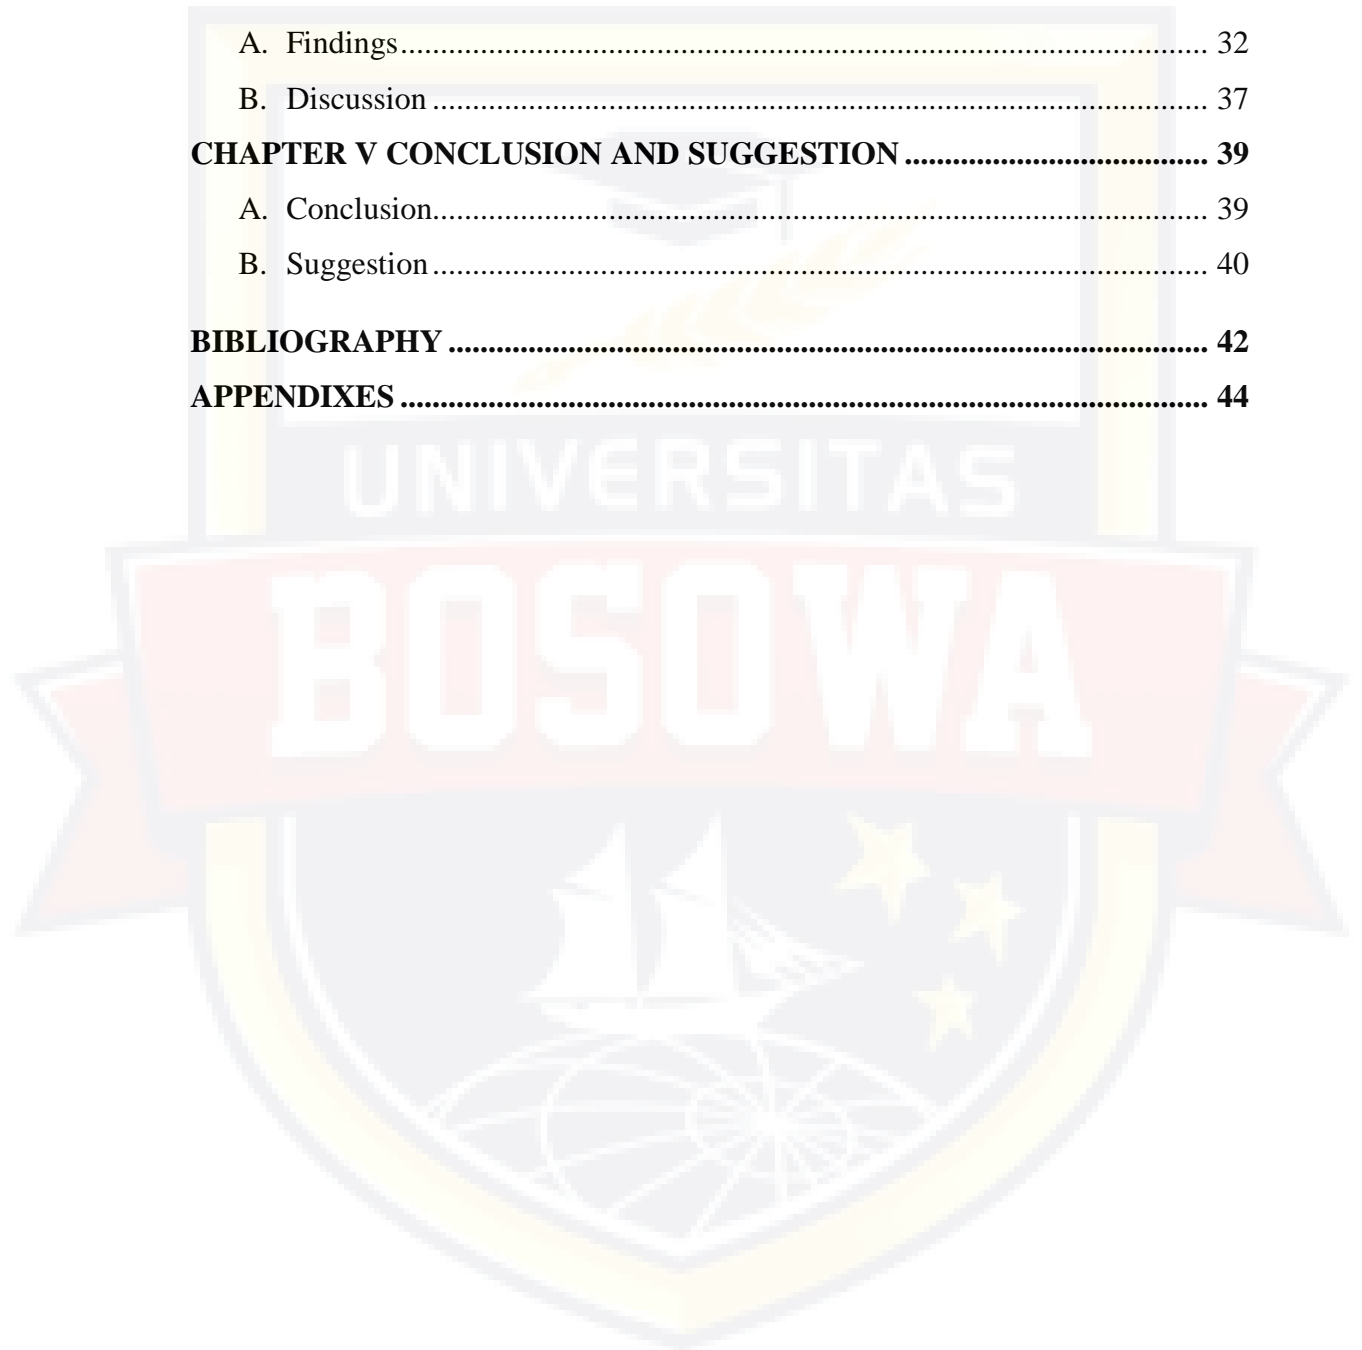 A. Findings.................................................................................................... 32
B. Discussion ................................................................................................ 37
CHAPTER V CONCLUSION AND SUGGESTION ...................................... 39
A. Conclusion................................................................................................ 39
B. Suggestion ................................................................................................ 40
BIBLIOGRAPHY ............................................................................................... 42
APPENDIXES ..................................................................................................... 44
UNIVERSITAS
BOSOWA